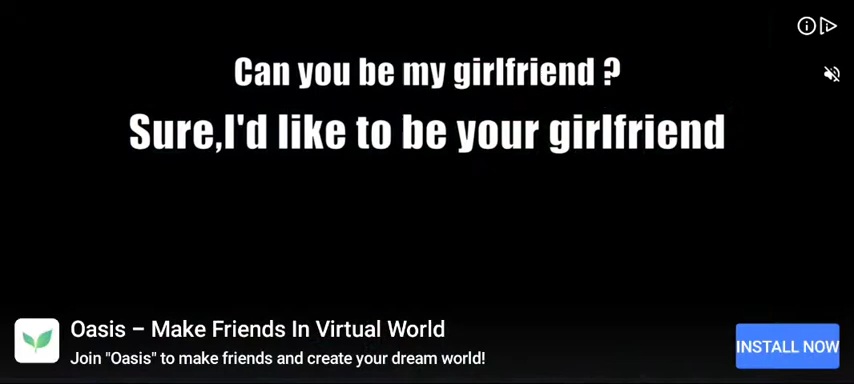 Can you be my girlfriend ?
Sure,I'd like to be your girlfriend
Oasis – Make Friends In Virtual World
Join "Oasis" to make friends and create your dream world!
INSTALL NOW